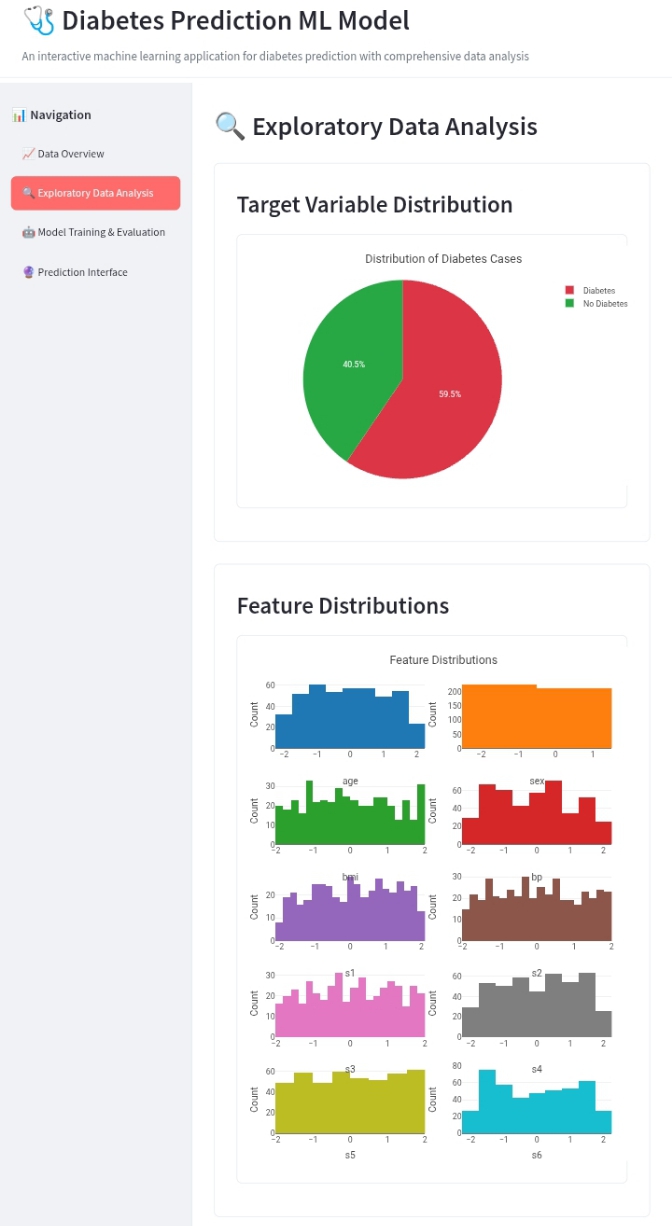 Diabetes Prediction ML Model
An interactive machine learning application for diabetes prediction with comprehensive data analysis
Navigation
Data Overview
Exploratory Data Analysis
Model Training & Evaluation
Prediction Interface
Exploratory Data Analysis
Target Variable Distribution
Distribution of Diabetes Cases
Diabetes
No Diabetes
40.5%
59.5%
Feature Distributions
Feature Distributions
60
40
20
0
Count
−2 −1 0 1 2
age
200
150
100
50
0
Count
−2 −1 0 1
sex
30
20
10
0
Count
−2 −1 0 1 2
bmi
60
40
20
0
Count
−2 −1 0 1 2
bp
20
10
0
Count
−2 −1 0 1 2
s1
30
20
10
0
Count
−2 −1 0 1 2
s2
30
20
10
0
Count
−2 −1 0 1 2
s3
60
40
20
0
Count
−2 −1 0 1 2
s4
60
40
20
0
Count
−2 −1 0 1 2
s5
80
60
40
20
0
Count
−2 −1 0 1 2
s6